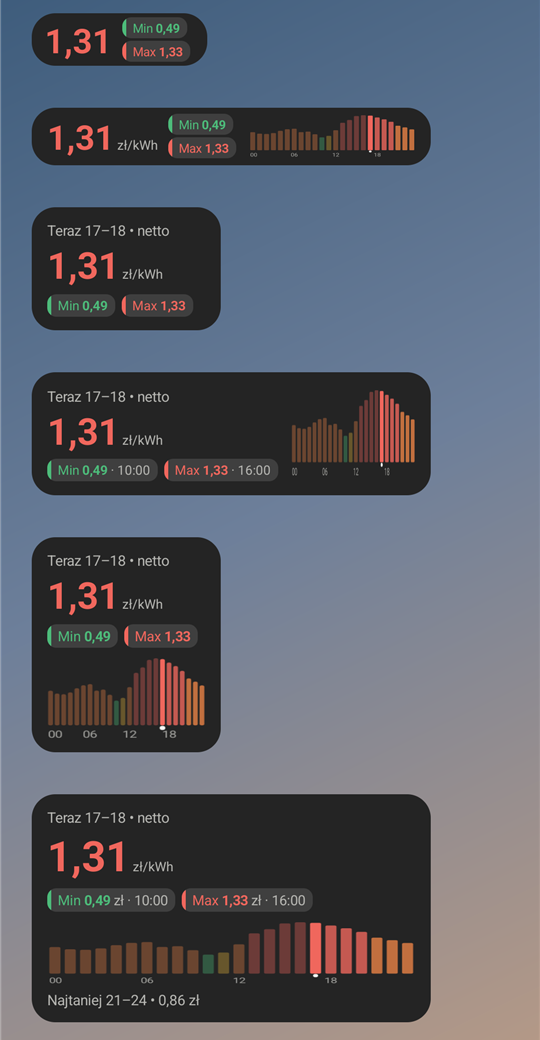 1,31
Min 0,49
Max 1,33
1,31 zł/kWh
Min 0,49
Max 1,33
00 06 12 18
Teraz 17–18 • netto
1,31 zł/kWh
Min 0,49 Max 1,33
Teraz 17–18 • netto
1,31 zł/kWh
Min 0,49 · 10:00 Max 1,33 · 16:00
00 06 12 18
Teraz 17–18 • netto
1,31 zł/kWh
Min 0,49 Max 1,33
00 06 12 18
Teraz 17–18 • netto
1,31 zł/kWh
Min 0,49 zł · 10:00 Max 1,33 zł · 16:00
00 06 12 18
Najtaniej 21–24 • 0,86 zł